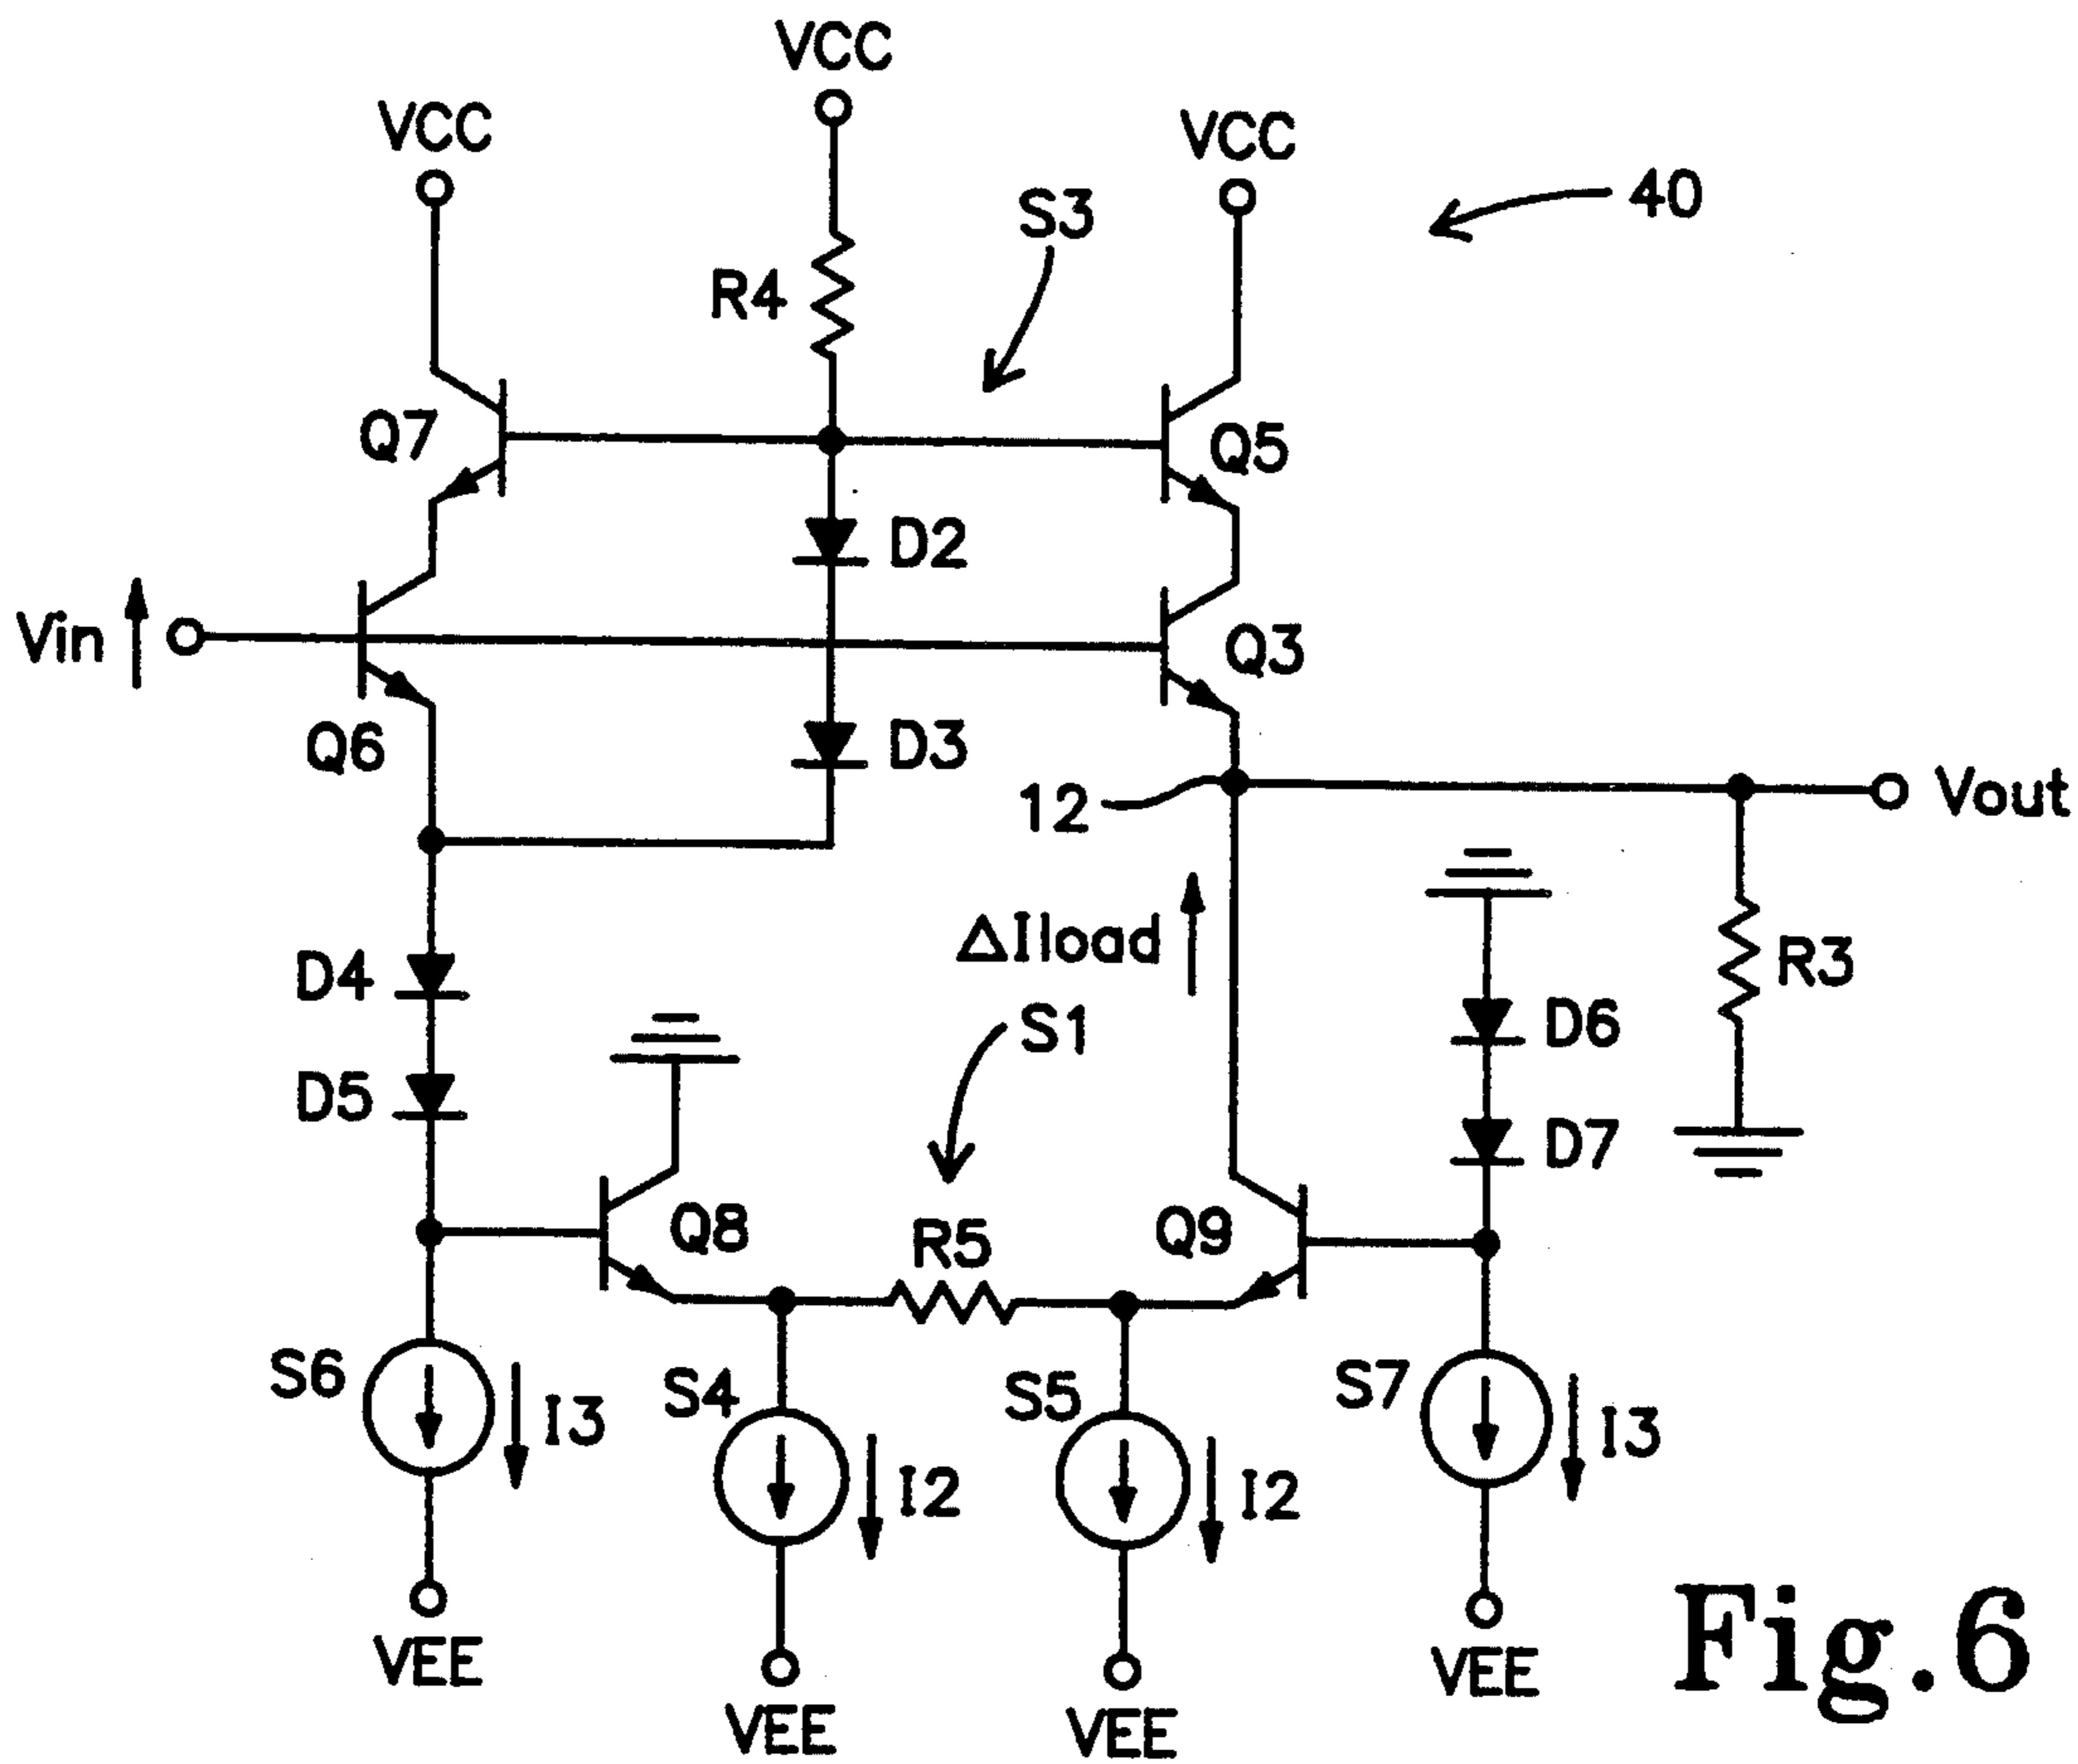 VCC
VCC
VCC
40
S3
R4
Q7
Q5
D2
Vin
Q3
Q6
D3
12
Vout
ΔIload
D4
R3
S1
D6
D5
D7
Q8
R5
Q9
S6
I3
S4
I2
S5
I2
S7
I3
VEE
VEE
VEE
VEE
Fig.6